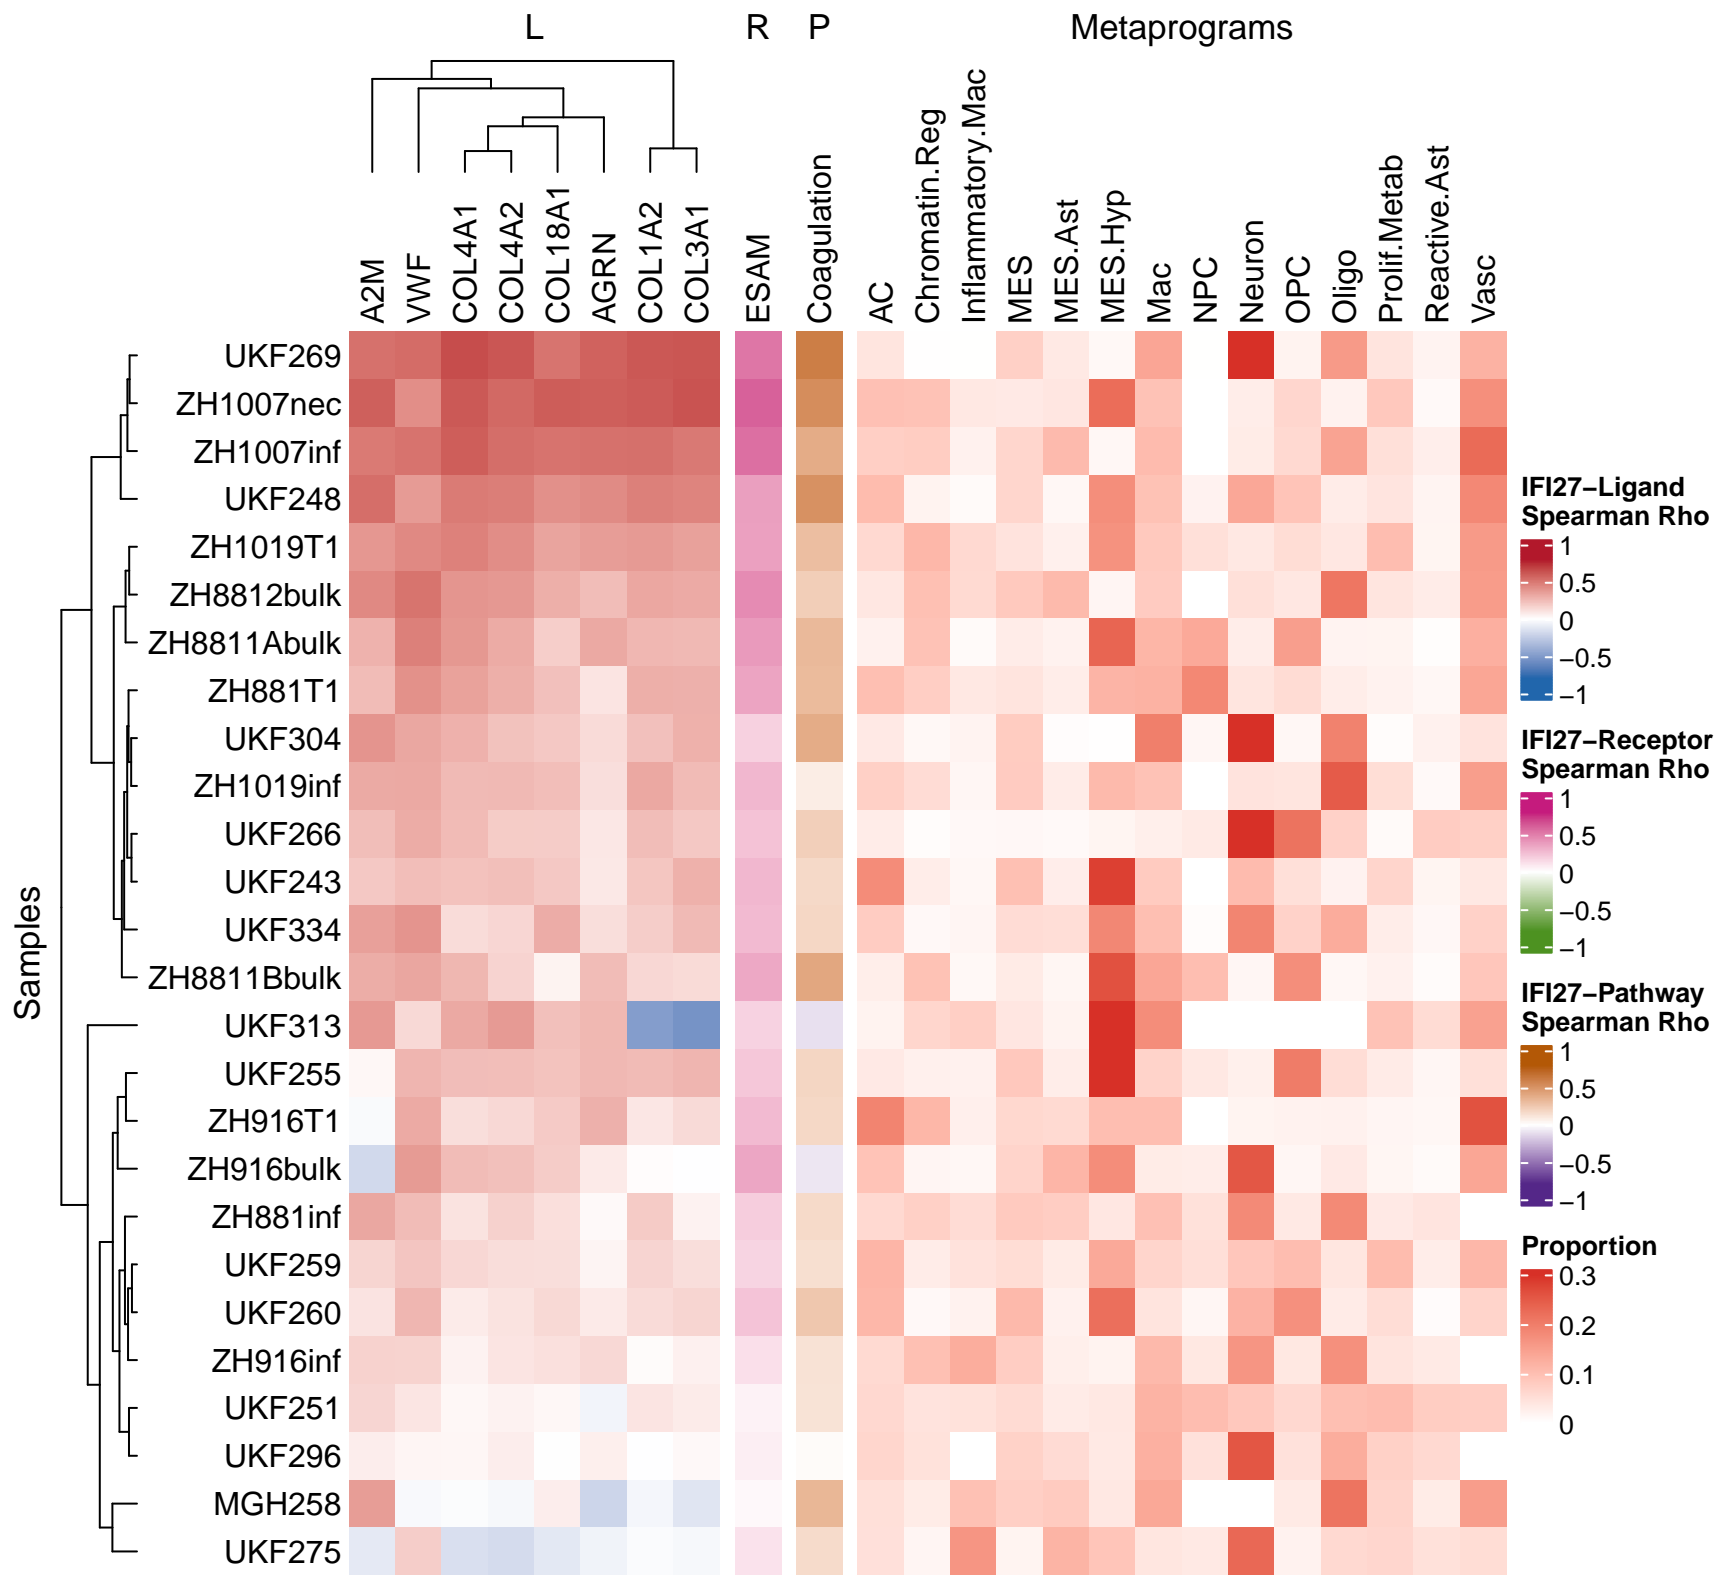 L R P Metaprograms
A2M VWF COL4A1 COL4A2 COL18A1 AGRN COL1A2 COL3A1 ESAM Coagulation AC Chromatin.Reg Inflammatory.Mac MES MES.Ast MES.Hyp Mac NPC Neuron OPC Oligo Prolif.Metab Reactive.Ast Vasc
Samples
UKF269
ZH1007nec
ZH1007inf
UKF248
ZH1019T1
ZH8812bulk
ZH8811Abulk
ZH881T1
UKF304
ZH1019inf
UKF266
UKF243
UKF334
ZH8811Bbulk
UKF313
UKF255
ZH916T1
ZH916bulk
ZH881inf
UKF259
UKF260
ZH916inf
UKF251
UKF296
MGH258
UKF275
IFI27−Ligand
Spearman Rho
1
0.5
0
−0.5
−1
IFI27−Receptor
Spearman Rho
1
0.5
0
−0.5
−1
IFI27−Pathway
Spearman Rho
1
0.5
0
−0.5
−1
Proportion
0.3
0.2
0.1
0